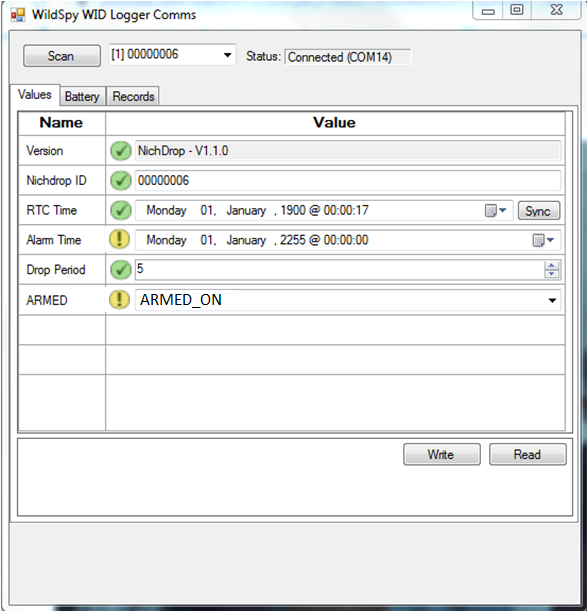 WildSpy WID Logger Comms
Scan [1] 00000006 Status: Connected (COM14)
Values Battery Records
Name Value
Version NichDrop - V1.1.0
Nichdrop ID 00000006
RTC Time Monday 01, January , 1900 @ 00:00:17 Sync
Alarm Time Monday 01, January , 2255 @ 00:00:00
Drop Period 5
ARMED ARMED_ON
Write Read